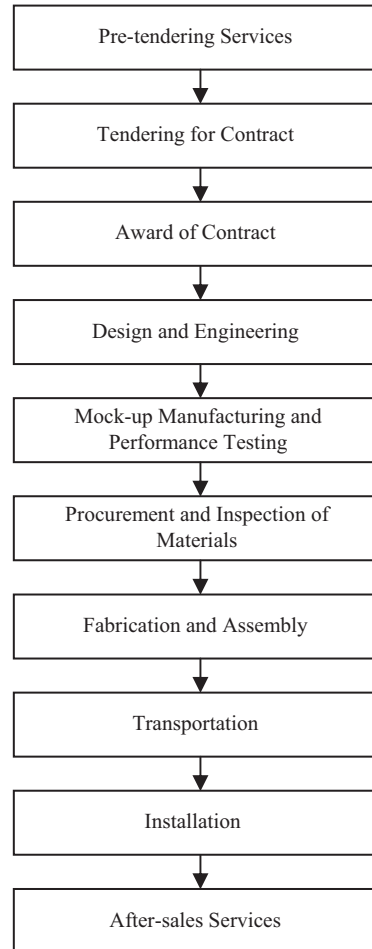 Pre-tendering Services
Tendering for Contract
Award of Contract
Design and Engineering
Mock-up Manufacturing and
Performance Testing
Procurement and Inspection of
Materials
Fabrication and Assembly
Transportation
Installation
After-sales Services